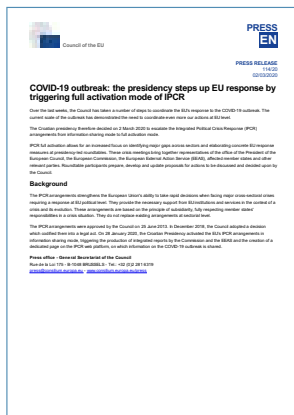 PRESS
EN
Council of the EU
PRESS RELEASE
114/20
02/03/2020
COVID-19 outbreak: the presidency steps up EU response by
triggering full activation mode of IPCR
Over the last weeks, the Council has taken a number of steps to coordinate the EU's response to the COVID-19 outbreak. The
current scale of the outbreak has demonstrated the need to coordinate even more our actions at EU level.
The Croatian presidency therefore decided on 2 March 2020 to escalate the Integrated Political Crisis Response (IPCR)
arrangements from information sharing mode to full activation mode.
IPCR full activation allows for an increased focus on identifying major gaps across sectors and elaborating concrete EU response
measures at presidency-led roundtables. These crisis meetings bring together representatives of the office of the President of the
European Council, the European Commission, the European External Action Service (EEAS), affected member states and other
relevant parties. Roundtable participants prepare, develop and update proposals for actions to be discussed and decided upon by
the Council.
Background
The IPCR arrangements strengthens the European Union's ability to take rapid decisions when facing major cross-sectoral crises
requiring a response at EU political level. They provide the necessary support from EU institutions and services in the context of a
crisis and its evolution. These arrangements are based on the principle of subsidiarity, fully respecting member states'
responsibilities in a crisis situation. They do not replace existing arrangements at sectoral level.
The IPCR arrangements were approved by the Council on 25 June 2013. In December 2018, the Council adopted a decision
which codified them into a legal act. On 28 January 2020, the Croatian Presidency activated the EU's IPCR arrangements in
information sharing mode, triggering the production of integrated reports by the Commission and the EEAS and the creation of a
dedicated page on the IPCR web platform, on which information on the COVID-19 outbreak is shared.
Press office - General Secretariat of the Council
Rue de la Loi 175 - B-1048 BRUSSELS - Tel.: +32 (0)2 281 6319
press@consilium.europa.eu - www.consilium.europa.eu/press